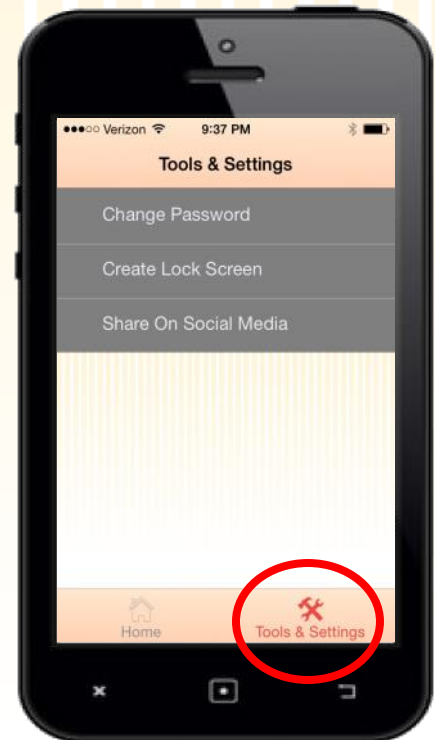 Verizon 9:37 PM
Tools & Settings
Change Password
Create Lock Screen
Share On Social Media
Home Tools & Settings